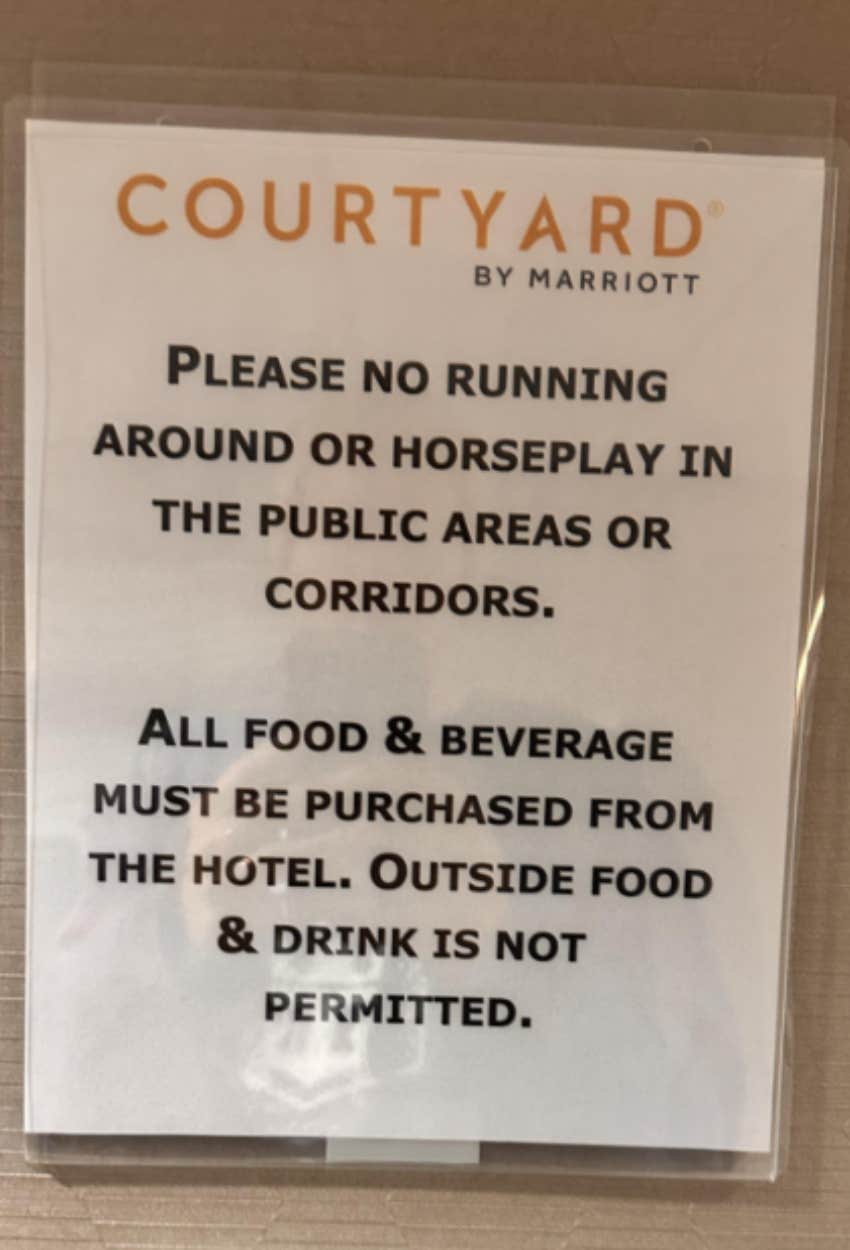 COURTYARD®
BY MARRIOTT
PLEASE NO RUNNING
AROUND OR HORSEPLAY IN
THE PUBLIC AREAS OR
CORRIDORS.
ALL FOOD & BEVERAGE
MUST BE PURCHASED FROM
THE HOTEL. OUTSIDE FOOD
& DRINK IS NOT
PERMITTED.